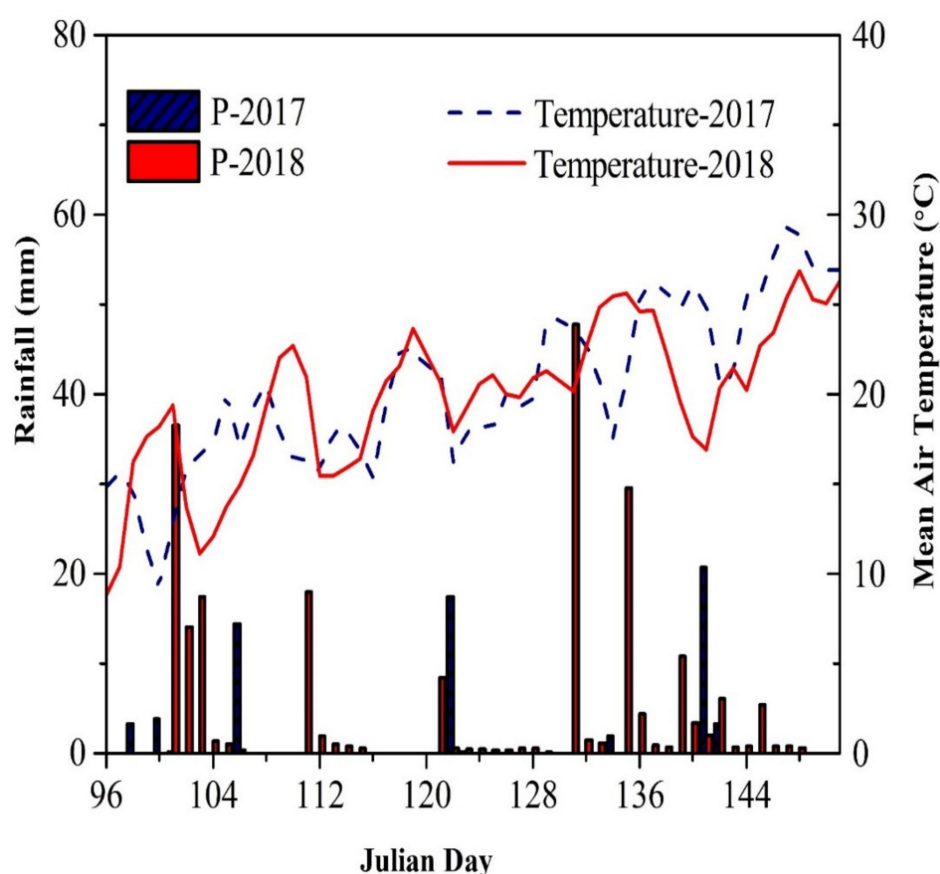 80
60
40
20
0
Rainfall (mm)
P-2017
P-2018
Temperature-2017
Temperature-2018
40
30
20
10
0
Mean Air Temperature (°C)
96 104 112 120 128 136 144
Julian Day